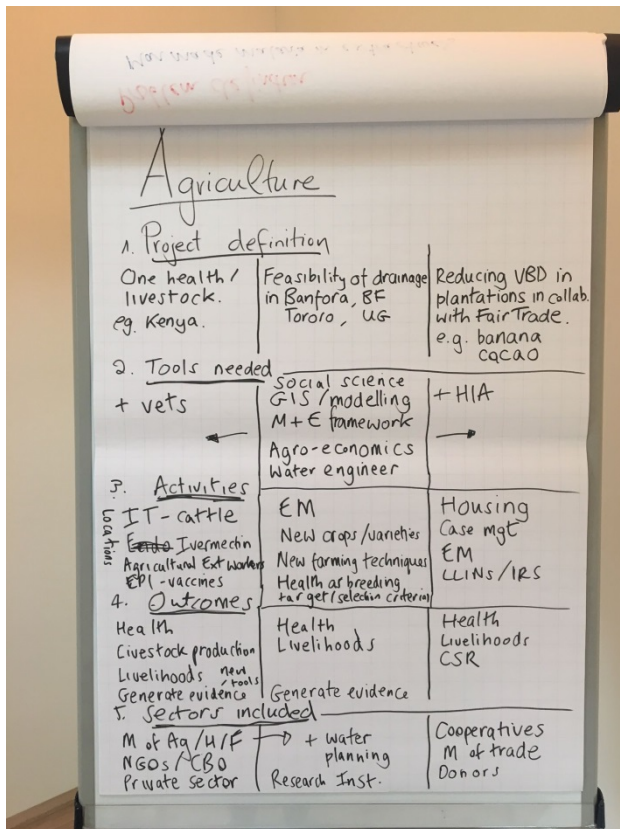 Problem definition
Agriculture
1. Project definition
One health /
livestock.
eg. Kenya.
Feasibility of drainage
in Banfora, BF
Tororo, UG
Reducing VBD in
plantations in collab.
with FairTrade.
e.g. banana
cacao
2. Tools needed
+ vets
Social science
GIS / modelling
M+E framework
Agro-economics
Water engineer
+ HIA
3. Activities
Locations
IT-cattle
Ivermectin
Agricultural Ext workers
EPI-vaccines
EM
New crops/varieties
New farming techniques
Health as breeding
target/selection criteria
Housing
Case mgt
EM
LLINs/IRS
4. Outcomes
Health
Livestock production
Livelihoods new
/tools
Generate evidence
Health
Livelihoods
Generate evidence
Health
Livelihoods
CSR
5. Sectors included
M of Ag/H/F
NGOs/CBO
Private sector
+ water
planning
Research Inst.
Cooperatives
M of trade
Donors